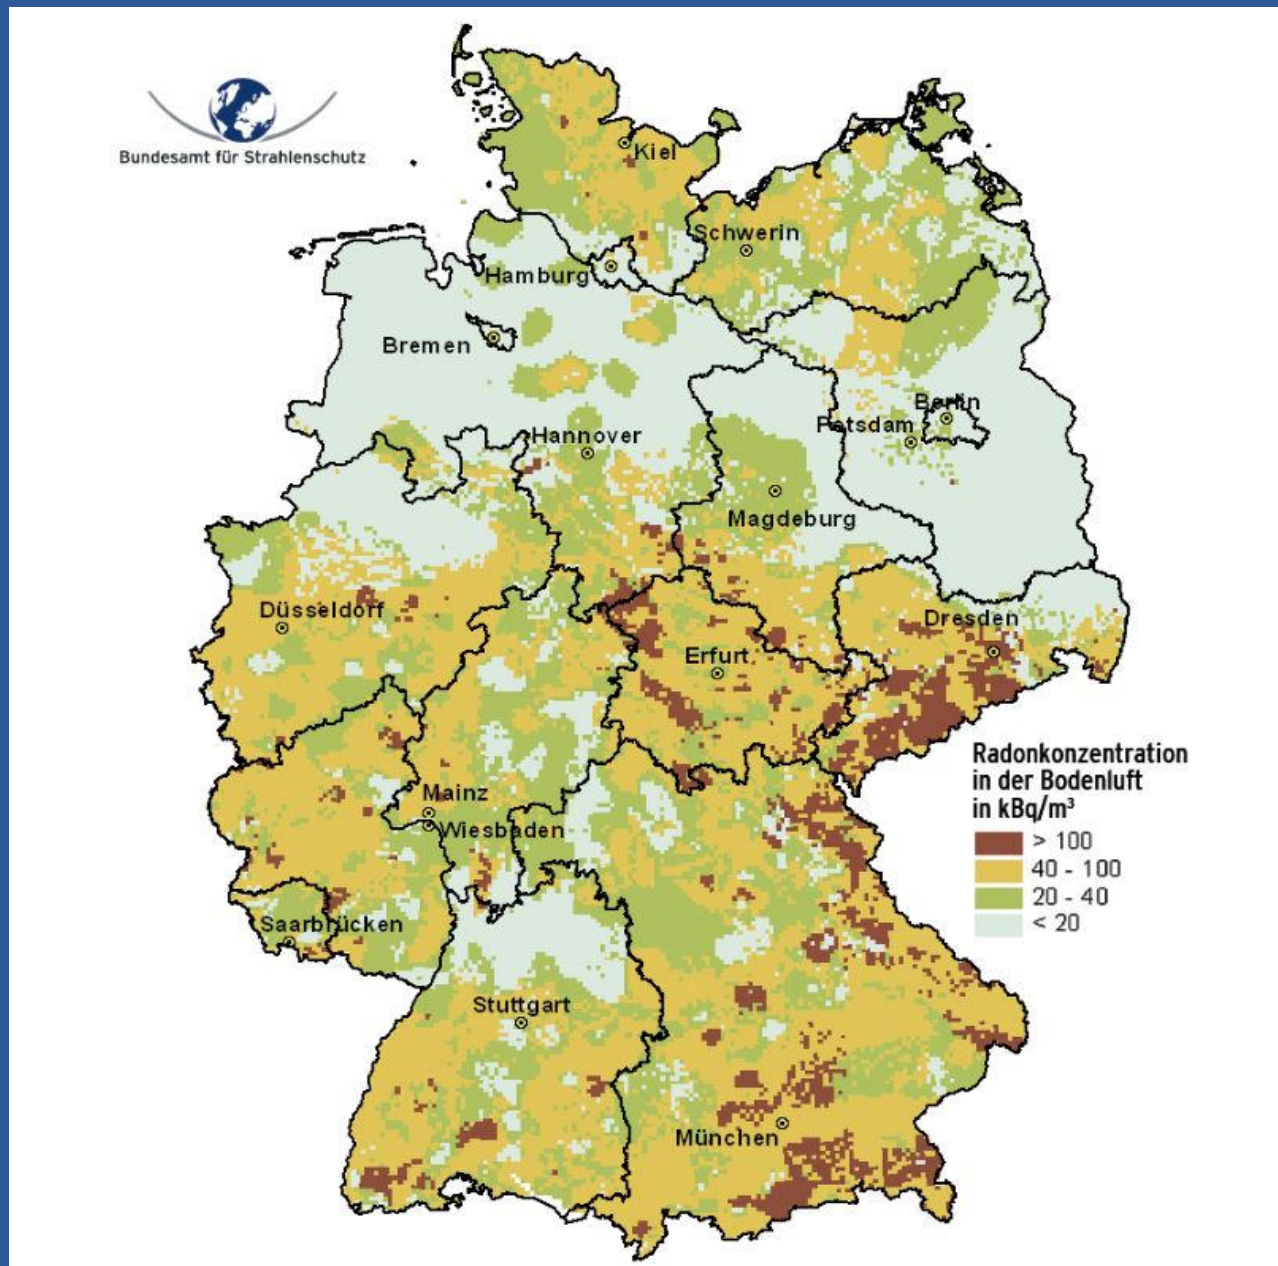 Bundesamt für Strahlenschutz
Kiel
Schwerin
Hamburg
Bremen
Berlin
Potsdam
Hannover
Magdeburg
Düsseldorf
Dresden
Erfurt
Radonkonzentration
in der Bodenluft
in kBq/m³
> 100
40 - 100
20 - 40
< 20
Mainz
Wiesbaden
Saarbrücken
Stuttgart
München